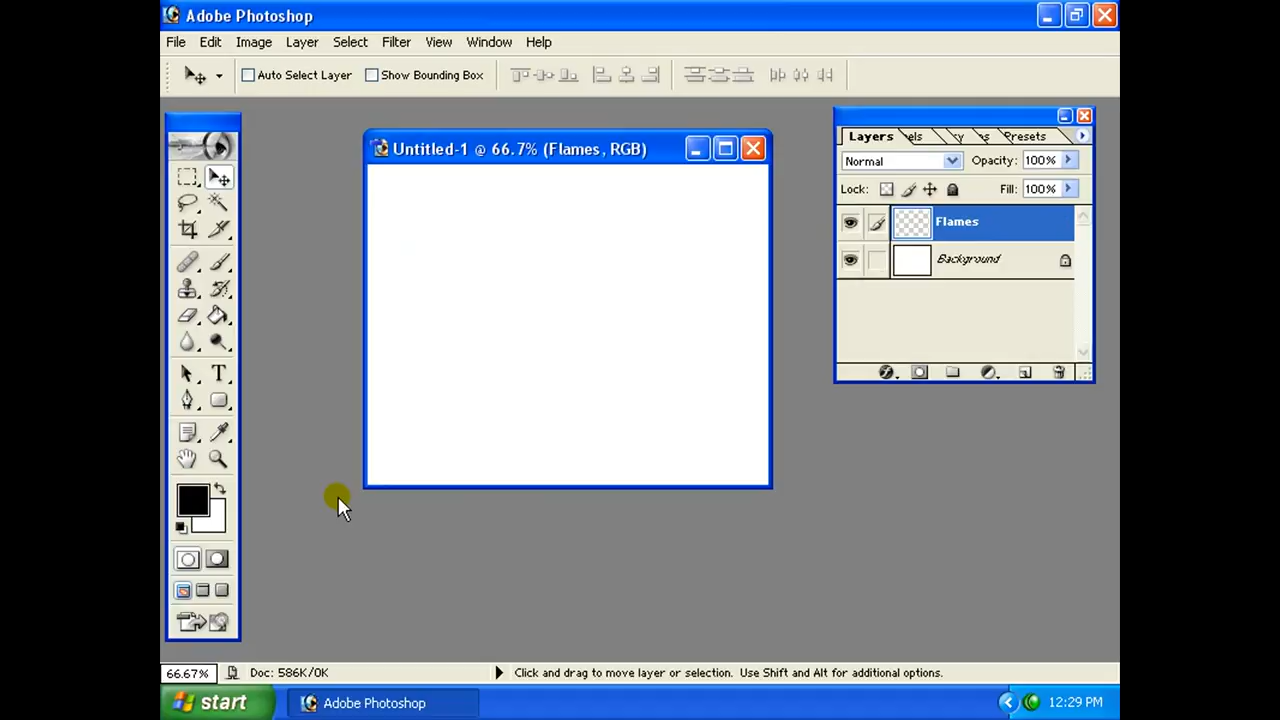 Adobe Photoshop
File Edit Image Layer Select Filter View Window Help
Auto Select Layer Show Bounding Box
Untitled-1 @ 66.7% (Flames, RGB)
Layers els y s Presets
Normal Opacity: 100%
Lock: Fill: 100%
Flames
Background
T
66.67% Doc: 586K/0K Click and drag to move layer or selection. Use Shift and Alt for additional options.
start Adobe Photoshop 12:29 PM